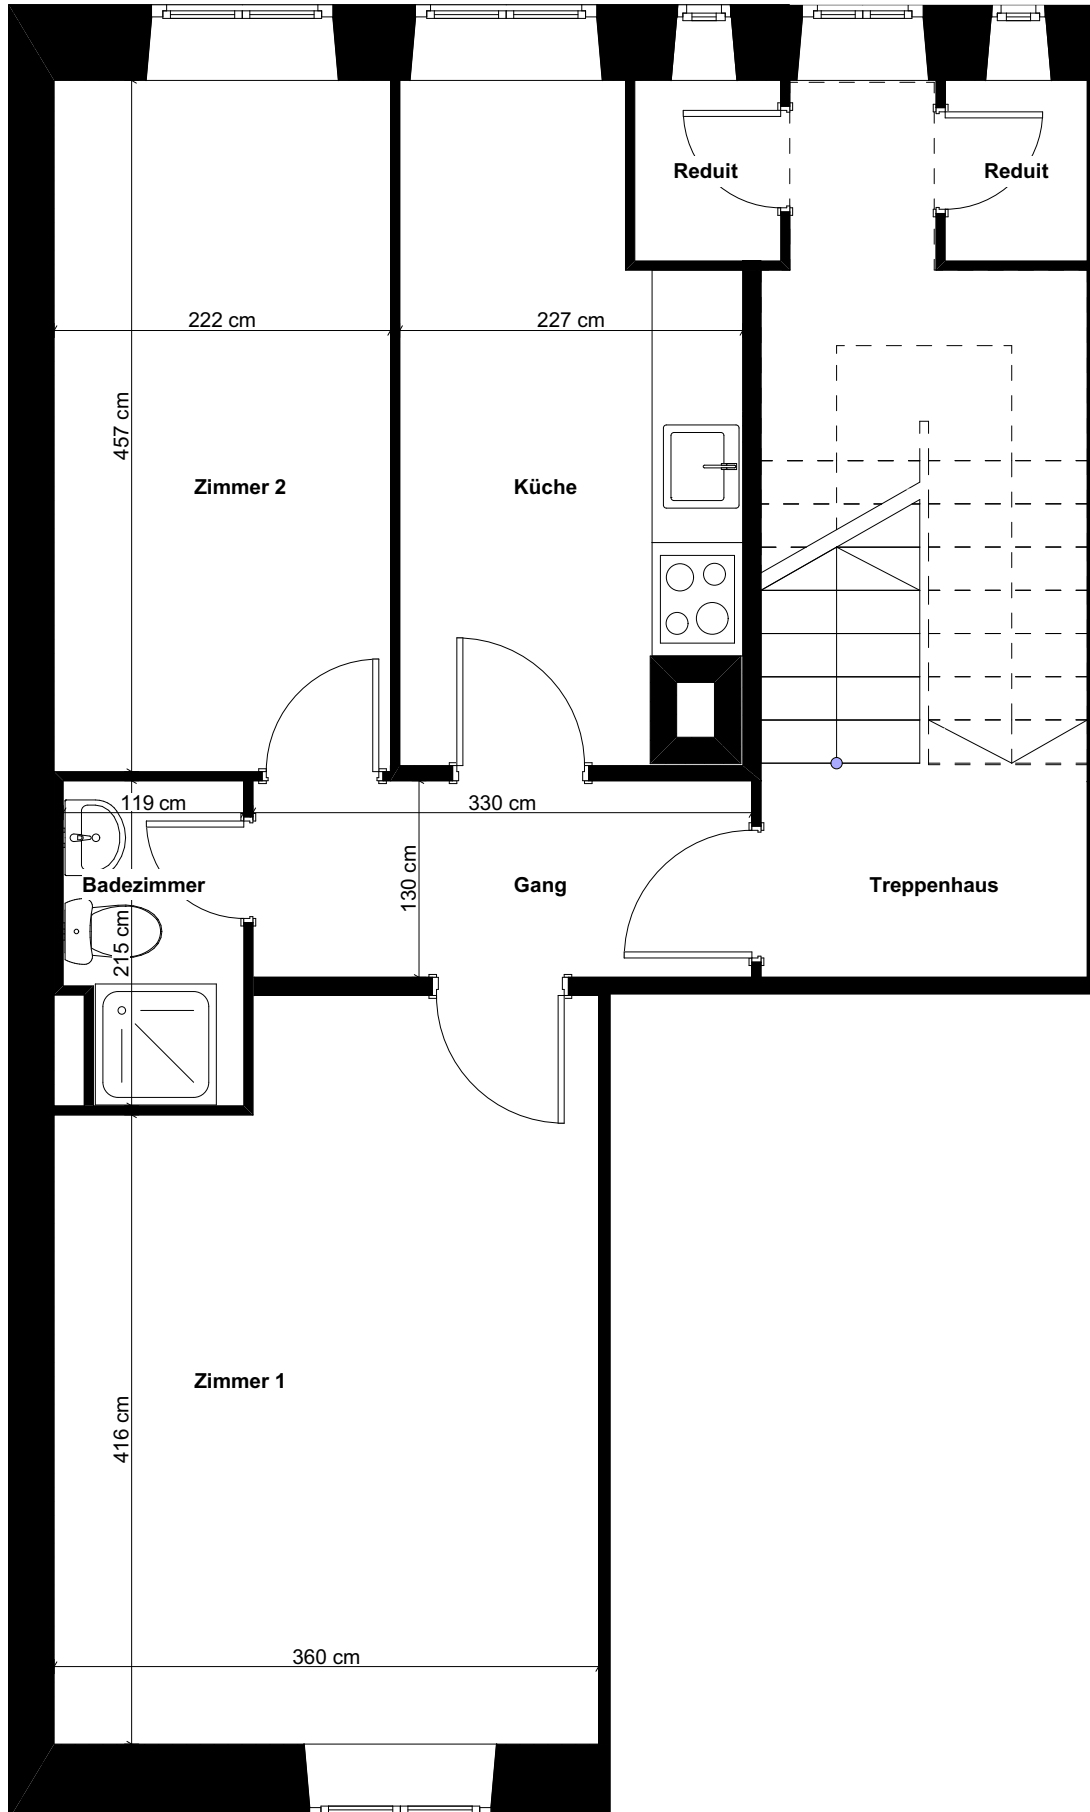 Reduit
Reduit
222 cm
227 cm
457 cm
Zimmer 2
Küche
119 cm
330 cm
130 cm
Badezimmer
Gang
Treppenhaus
215 cm
Zimmer 1
416 cm
360 cm